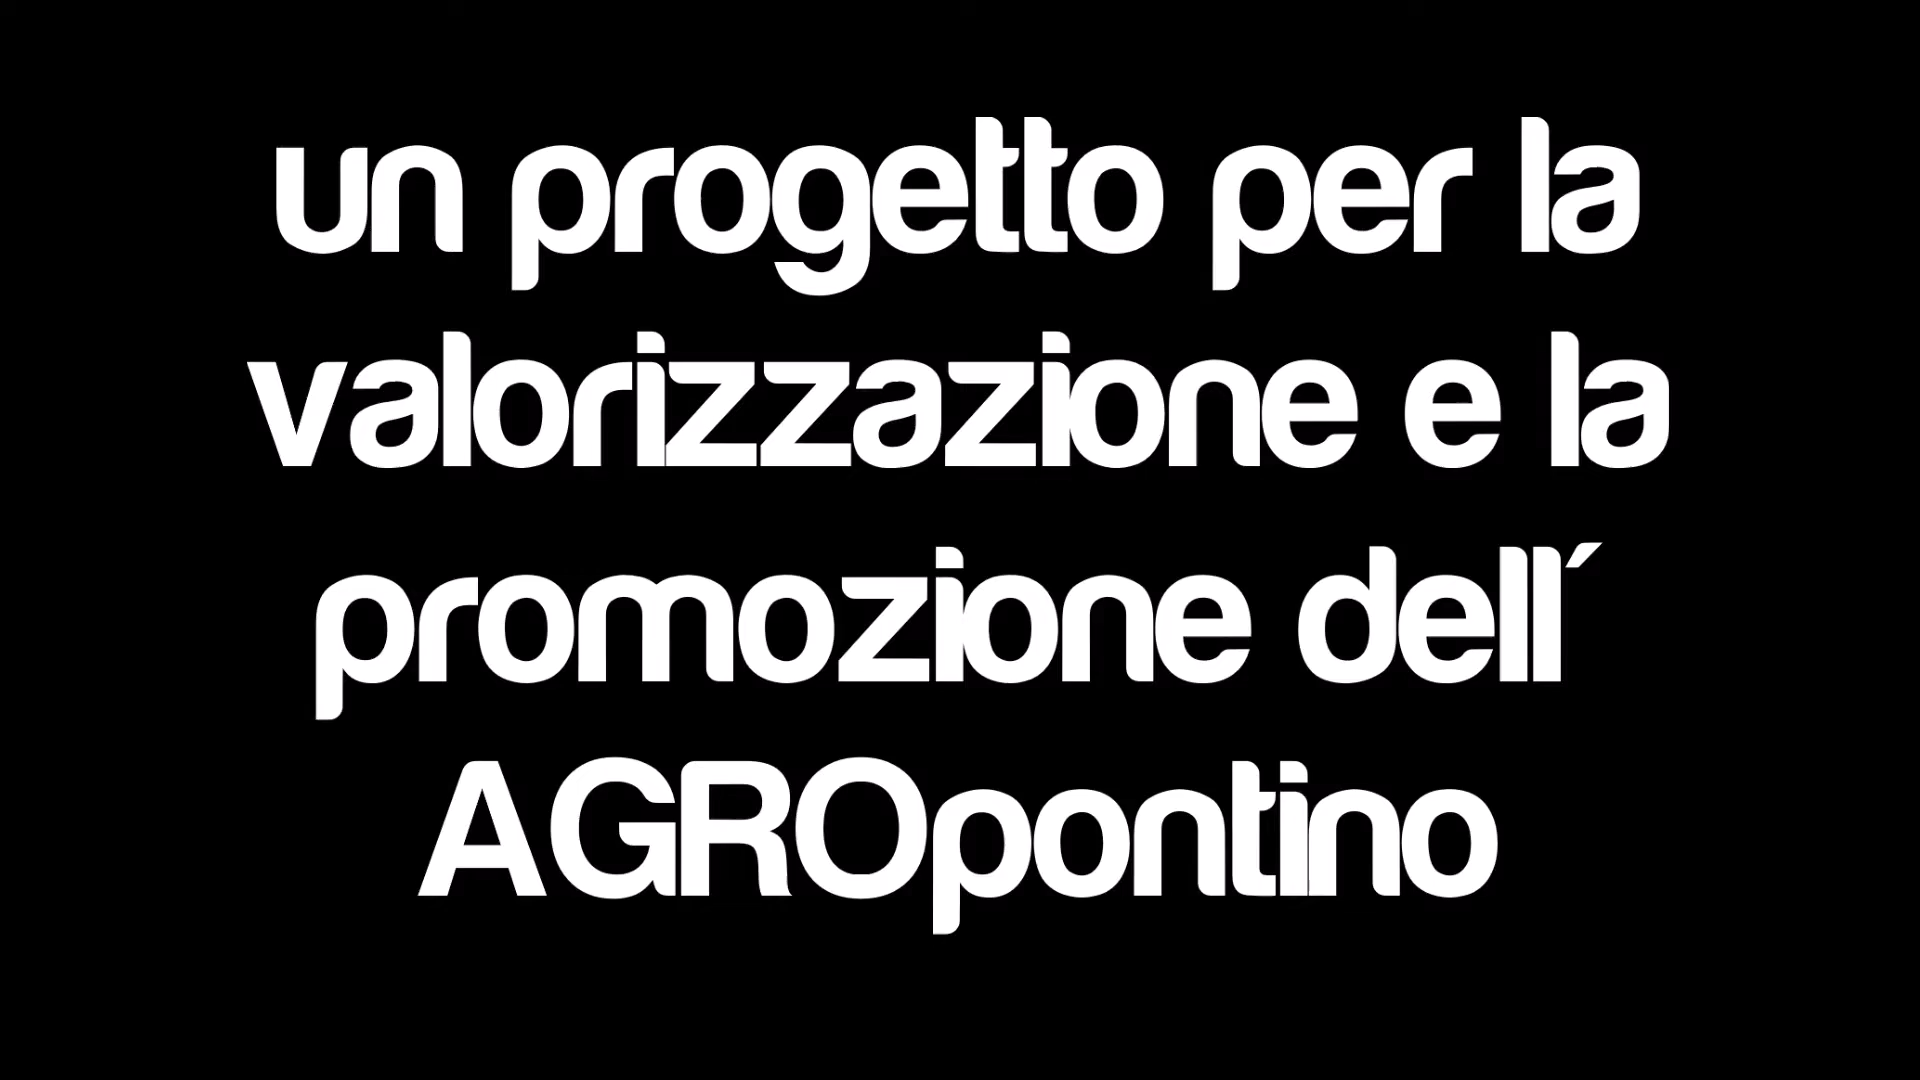 un progetto per la
valorizzazione e la
promozione dell´
AGROpontino